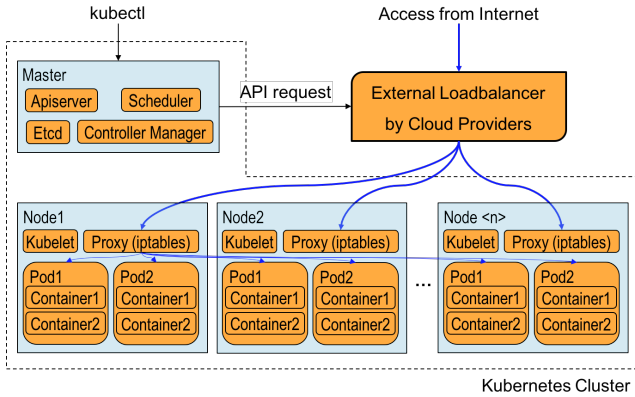 kubectl
Access from Internet
Master
Apiserver
Scheduler
Etcd
Controller Manager
API request
External Loadbalancer
by Cloud Providers
Node1
Kubelet
Proxy (iptables)
Pod1
Container1
Container2
Pod2
Container1
Container2
Node2
Kubelet
Proxy (iptables)
Pod1
Container1
Container2
Pod2
Container1
Container2
...
Node <n>
Kubelet
Proxy (iptables)
Pod1
Container1
Container2
Pod2
Container1
Container2
Kubernetes Cluster